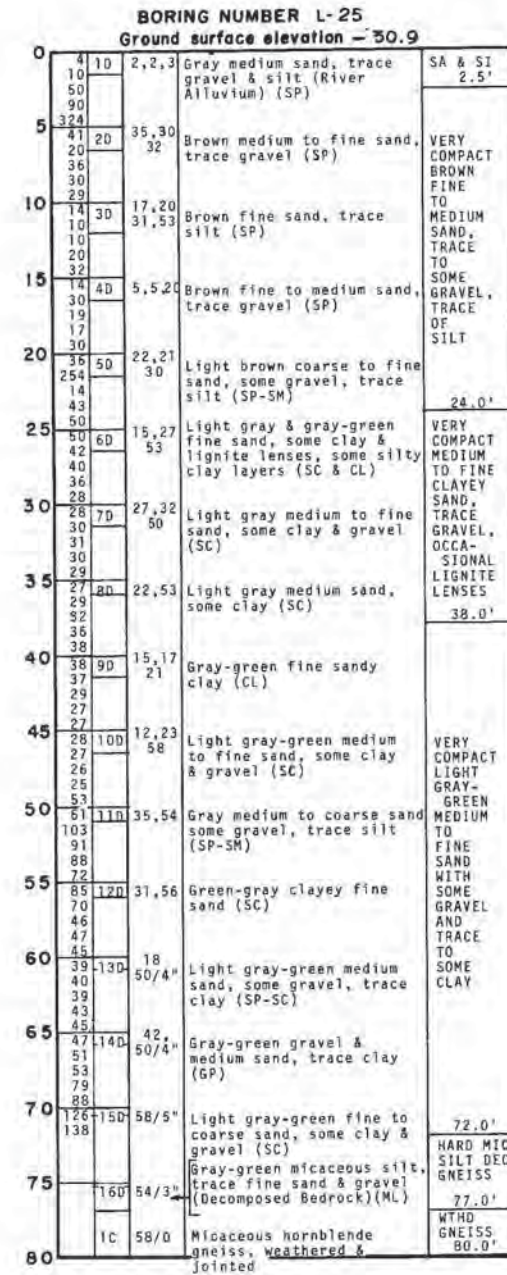 BORING NUMBER L-25
Ground surface elevation — 30.9
0
5
10
15
20
25
30
35
40
45
50
55
60
65
70
75
80
4
10
50
90
324
41
20
36
30
29
14
10
10
20
32
14
30
19
17
30
36
254
14
43
50
50
42
40
36
28
28
30
31
30
29
27
29
36
38
38
37
29
27
27
28
27
26
25
53
103
91
88
72
85
70
46
47
45
39
40
39
43
45
47
51
53
79
88
126
138
1D 2,2,3 Gray medium sand, trace
gravel & silt (River
Alluvium) (SP)
2D 35,30
32
Brown medium to fine sand,
trace gravel (SP)
3D 17,20
31,53
Brown fine sand, trace
silt (SP)
4D 5,5,20 Brown fine to medium sand,
trace gravel (SP)
5D 22,21
30
Light brown coarse to fine
sand, some gravel, trace
silt (SP-SM)
6D 15,27
53
Light gray & gray-green
fine sand, some clay &
lignite lenses, some silty
clay layers (SC & CL)
7D 27,32
50
Light gray medium to fine
sand, some clay & gravel
(SC)
8D 22,53 Light gray medium sand,
some clay (SC)
9D 15,17
21
Gray-green fine sandy
clay (CL)
10D 12,23
58
Light gray-green medium
to fine sand, some clay
& gravel (SC)
11D 35,54 Gray medium to coarse sand
some gravel, trace silt
(SP-SM)
12D 31,56 Green-gray clayey fine
sand (SC)
13D 18
50/4"
Light gray-green medium
sand, some gravel, trace
clay (SP-SC)
14D 42,
50/4"
Gray-green gravel &
medium sand, trace clay
(GP)
15D 58/5" Light gray-green fine to
coarse sand, some clay &
gravel (SC)
16D 54/3" Gray-green micaceous silt,
trace fine sand & gravel
(Decomposed Bedrock)(ML)
1C 58/0 Micaceous hornblende
gneiss, weathered &
jointed
SA & SI
2.5'
VERY
COMPACT
BROWN
FINE
TO
MEDIUM
SAND,
TRACE
TO
SOME
GRAVEL,
TRACE
OF
SILT
24.0'
VERY
COMPACT
MEDIUM
TO FINE
CLAYEY
SAND,
TRACE
GRAVEL,
OCCA-
SIONAL
LIGNITE
LENSES
38.0'
VERY
COMPACT
LIGHT
GRAY-
GREEN
MEDIUM
TO
FINE
SAND
WITH
SOME
GRAVEL
AND
TRACE
TO
SOME
CLAY
72.0'
HARD MIC
SILT DEC
GNEISS
77.0'
WTHD
GNEISS
80.0'